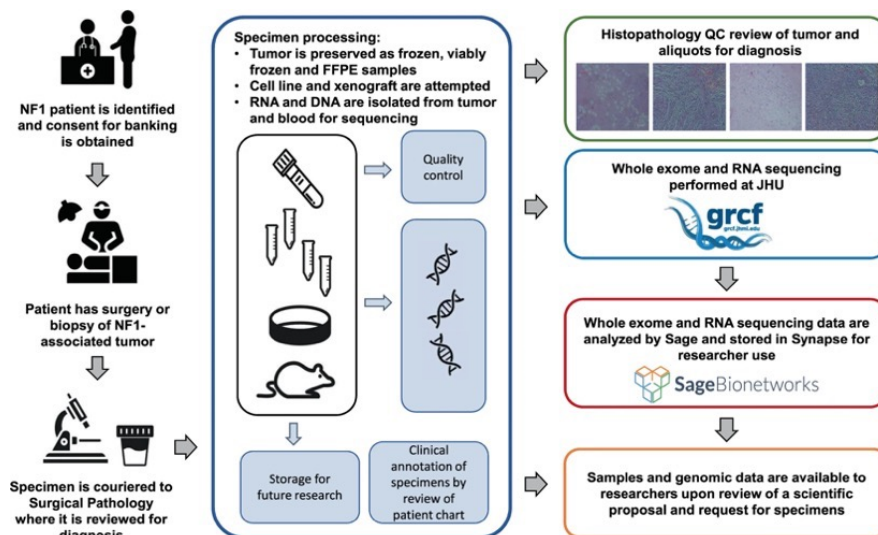 NF1 patient is identified
and consent for banking
is obtained
Patient has surgery or
biopsy of NF1-
associated tumor
Specimen is couriered to
Surgical Pathology
where it is reviewed for
diagnosis
Specimen processing:
• Tumor is preserved as frozen, viably
frozen and FFPE samples
• Cell line and xenograft are attempted
• RNA and DNA are isolated from tumor
and blood for sequencing
Quality
control
Storage for
future research
Clinical
annotation of
specimens by
review of
patient chart
Histopathology QC review of tumor and
aliquots for diagnosis
Whole exome and RNA sequencing
performed at JHU
grcf
grcf.jhmi.edu
Whole exome and RNA sequencing data are
analyzed by Sage and stored in Synapse for
researcher use
SageBionetworks
Samples and genomic data are available to
researchers upon review of a scientific
proposal and request for specimens